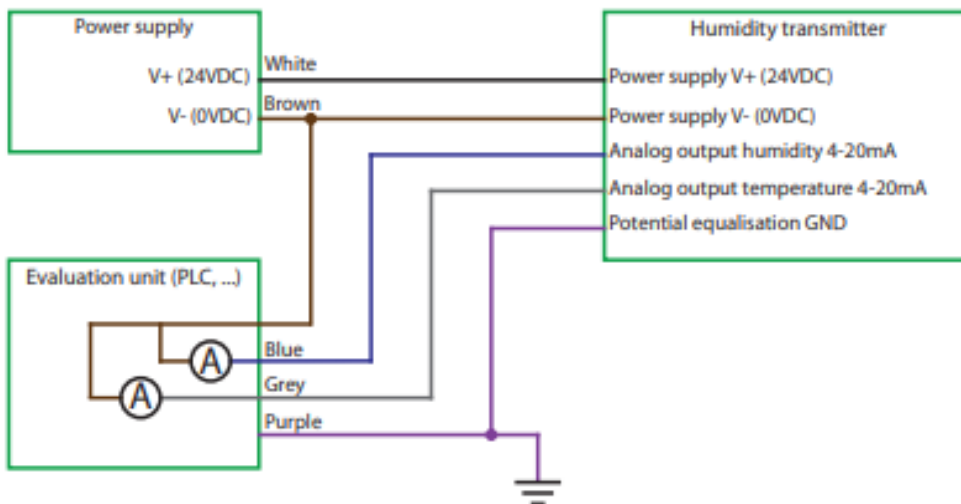 Power supply
V+ (24VDC)
V- (0VDC)
White
Brown
Humidity transmitter
Power supply V+ (24VDC)
Power supply V- (0VDC)
Analog output humidity 4-20mA
Analog output temperature 4-20mA
Potential equalisation GND
Evaluation unit (PLC, ...)
A
Blue
A
Grey
Purple